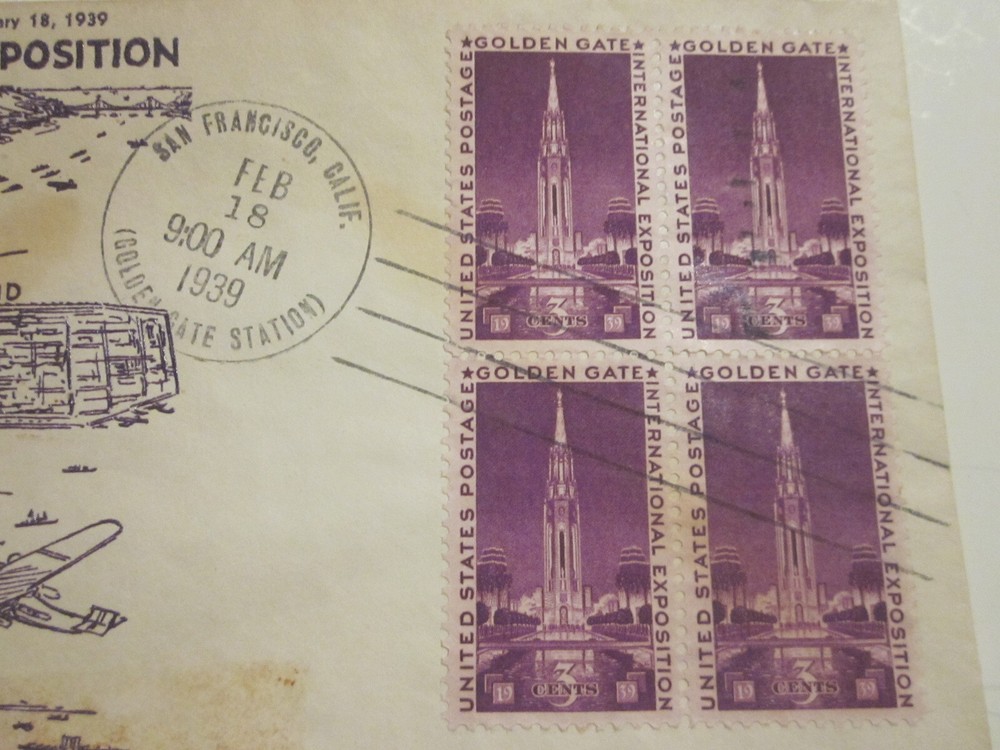 18, 1939
POSITION
SAN FRANCISCO, CALIF.
FEB
18
9:00 AM
1939
(GOLDEN GATE STATION)
★GOLDEN GATE★
UNITED STATES POSTAGE
INTERNATIONAL EXPOSITION
3
19 CENTS 39
★GOLDEN GATE★
UNITED STATES POSTAGE
INTERNATIONAL EXPOSITION
3
19 CENTS 39
★GOLDEN GATE★
UNITED STATES POSTAGE
INTERNATIONAL EXPOSITION
3
19 CENTS 39
★GOLDEN GATE★
UNITED STATES POSTAGE
INTERNATIONAL EXPOSITION
3
19 CENTS 39